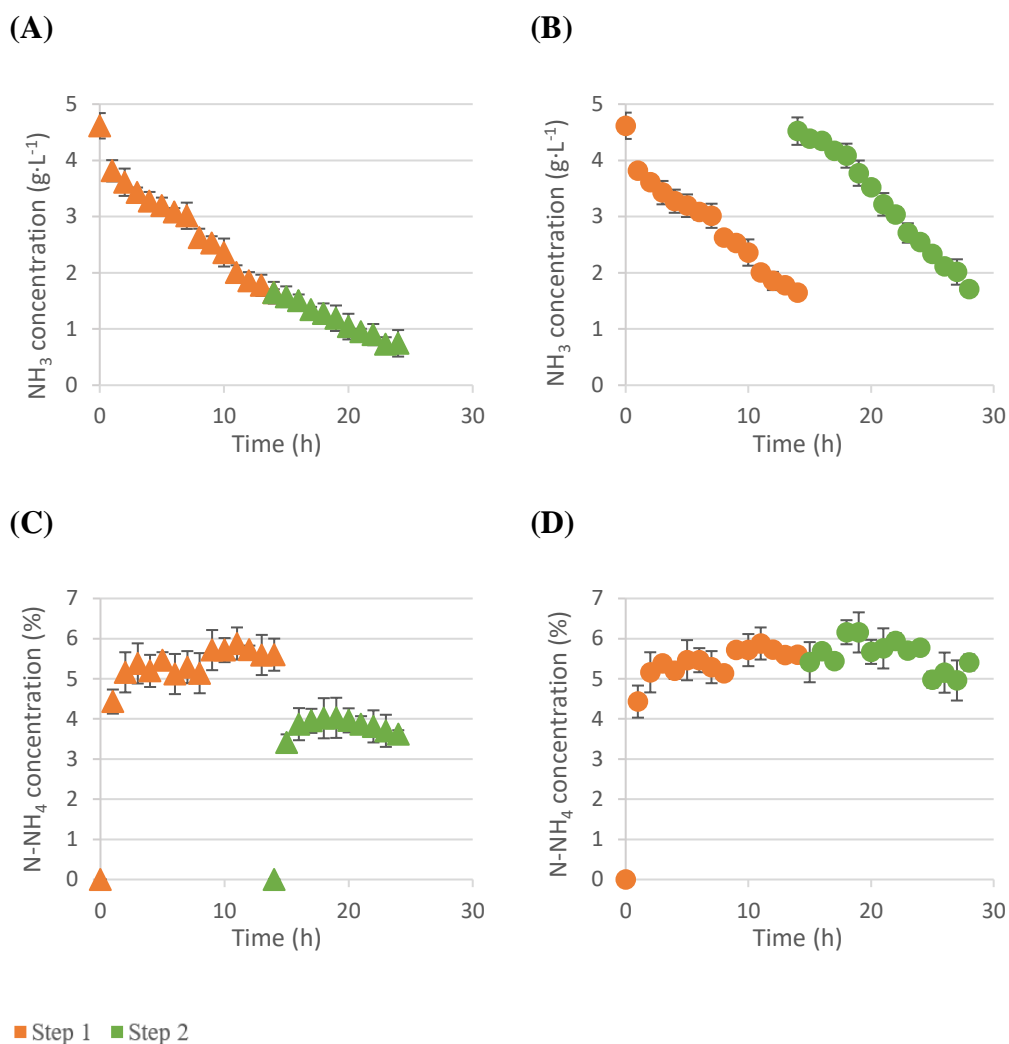 (A)
NH₃ concentration (g·L⁻¹)
5
4
3
2
1
0
0 10 20 30
Time (h)
(B)
NH₃ concentration (g·L⁻¹)
5
4
3
2
1
0
0 10 20 30
Time (h)
(C)
N-NH₄ concentration (%)
7
6
5
4
3
2
1
0
0 10 20 30
Time (h)
(D)
N-NH₄ concentration (%)
7
6
5
4
3
2
1
0
0 10 20 30
Time (h)
Step 1 Step 2